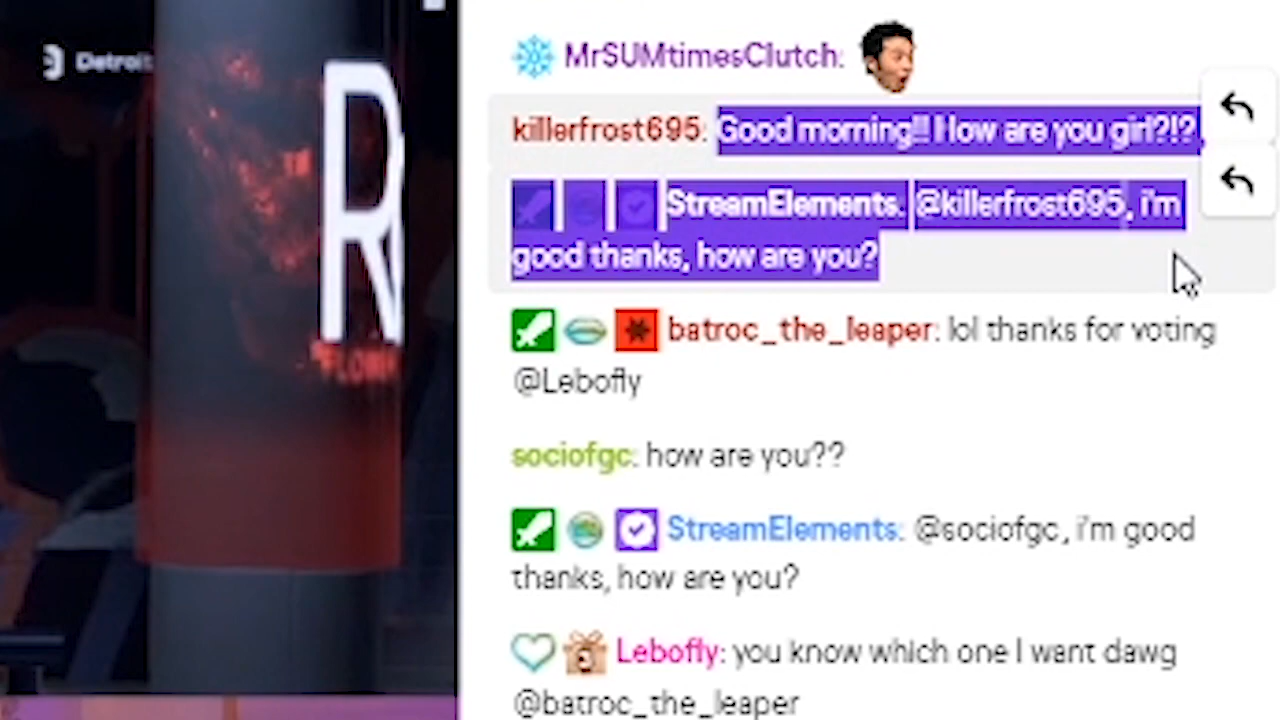 Detroit
R
MrSUMtimesClutch:
killerfrost695: Good morning!! How are you girl?!?
StreamElements. @killerfrost695, i'm
good thanks, how are you?
batroc_the_leaper: lol thanks for voting
@Lebofly
sociofgc: how are you??
StreamElements: @sociofgc, i'm good
thanks, how are you?
Lebofly: you know which one I want dawg
@batroc_the_leaper